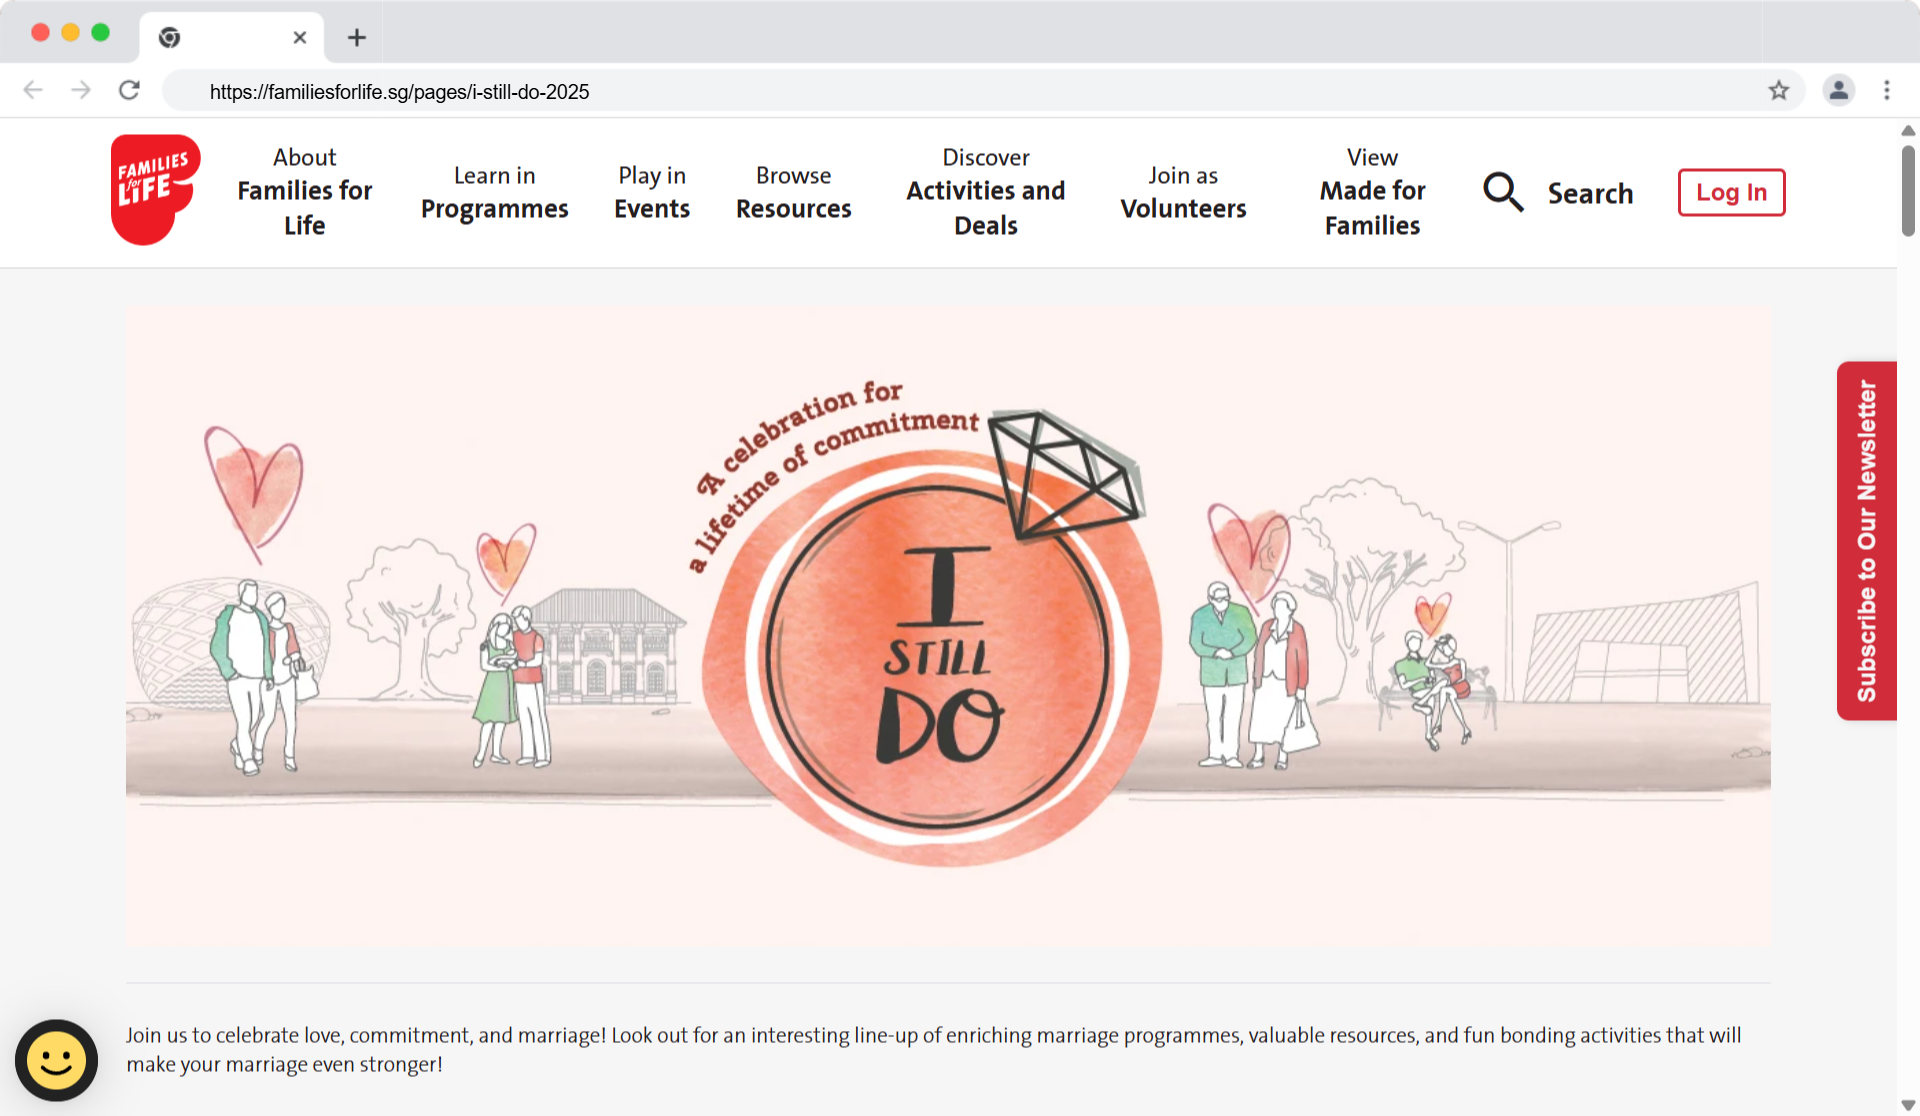 https://familiesforlife.sg/pages/i-still-do-2025
FAMILIES
for
LIFE
About
Families for
Life
Learn in
Programmes
Play in
Events
Browse
Resources
Discover
Activities and
Deals
Join as
Volunteers
View
Made for
Families
Search
Log In
A celebration for
a lifetime of commitment
I
STILL
DO
Subscribe to Our Newsletter
Join us to celebrate love, commitment, and marriage! Look out for an interesting line-up of enriching marriage programmes, valuable resources, and fun bonding activities that will
make your marriage even stronger!